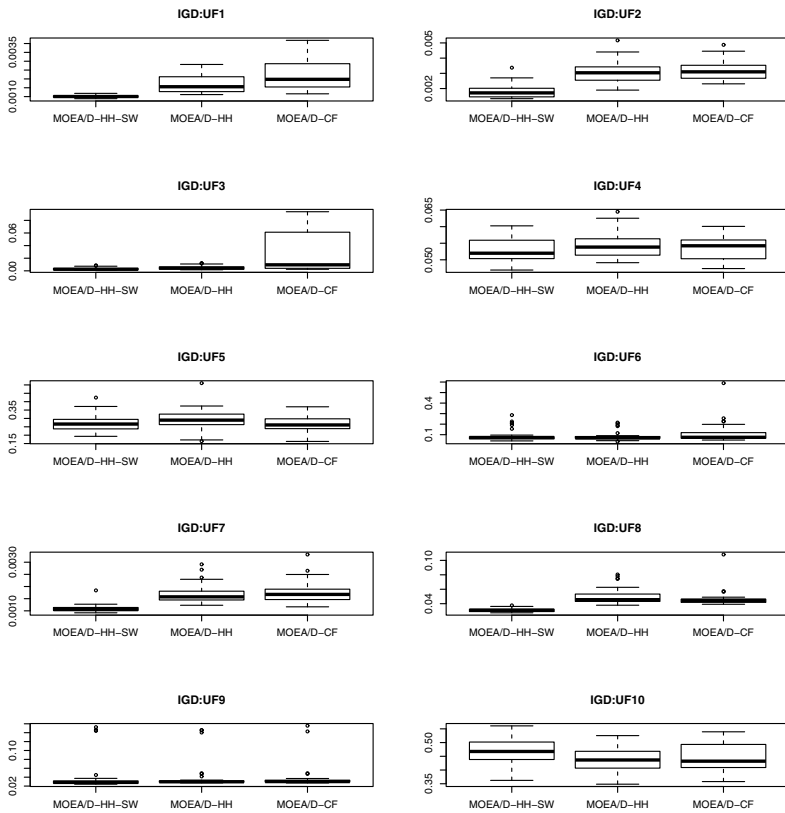 IGD:UF1
0.0035
0.0010
MOEA/D−HH−SW MOEA/D−HH MOEA/D−CF
IGD:UF2
0.005
0.002
MOEA/D−HH−SW MOEA/D−HH MOEA/D−CF
IGD:UF3
0.06
0.00
MOEA/D−HH−SW MOEA/D−HH MOEA/D−CF
IGD:UF4
0.065
0.050
MOEA/D−HH−SW MOEA/D−HH MOEA/D−CF
IGD:UF5
0.35
0.15
MOEA/D−HH−SW MOEA/D−HH MOEA/D−CF
IGD:UF6
0.4
0.1
MOEA/D−HH−SW MOEA/D−HH MOEA/D−CF
IGD:UF7
0.0030
0.0010
MOEA/D−HH−SW MOEA/D−HH MOEA/D−CF
IGD:UF8
0.10
0.04
MOEA/D−HH−SW MOEA/D−HH MOEA/D−CF
IGD:UF9
0.10
0.02
MOEA/D−HH−SW MOEA/D−HH MOEA/D−CF
IGD:UF10
0.50
0.35
MOEA/D−HH−SW MOEA/D−HH MOEA/D−CF